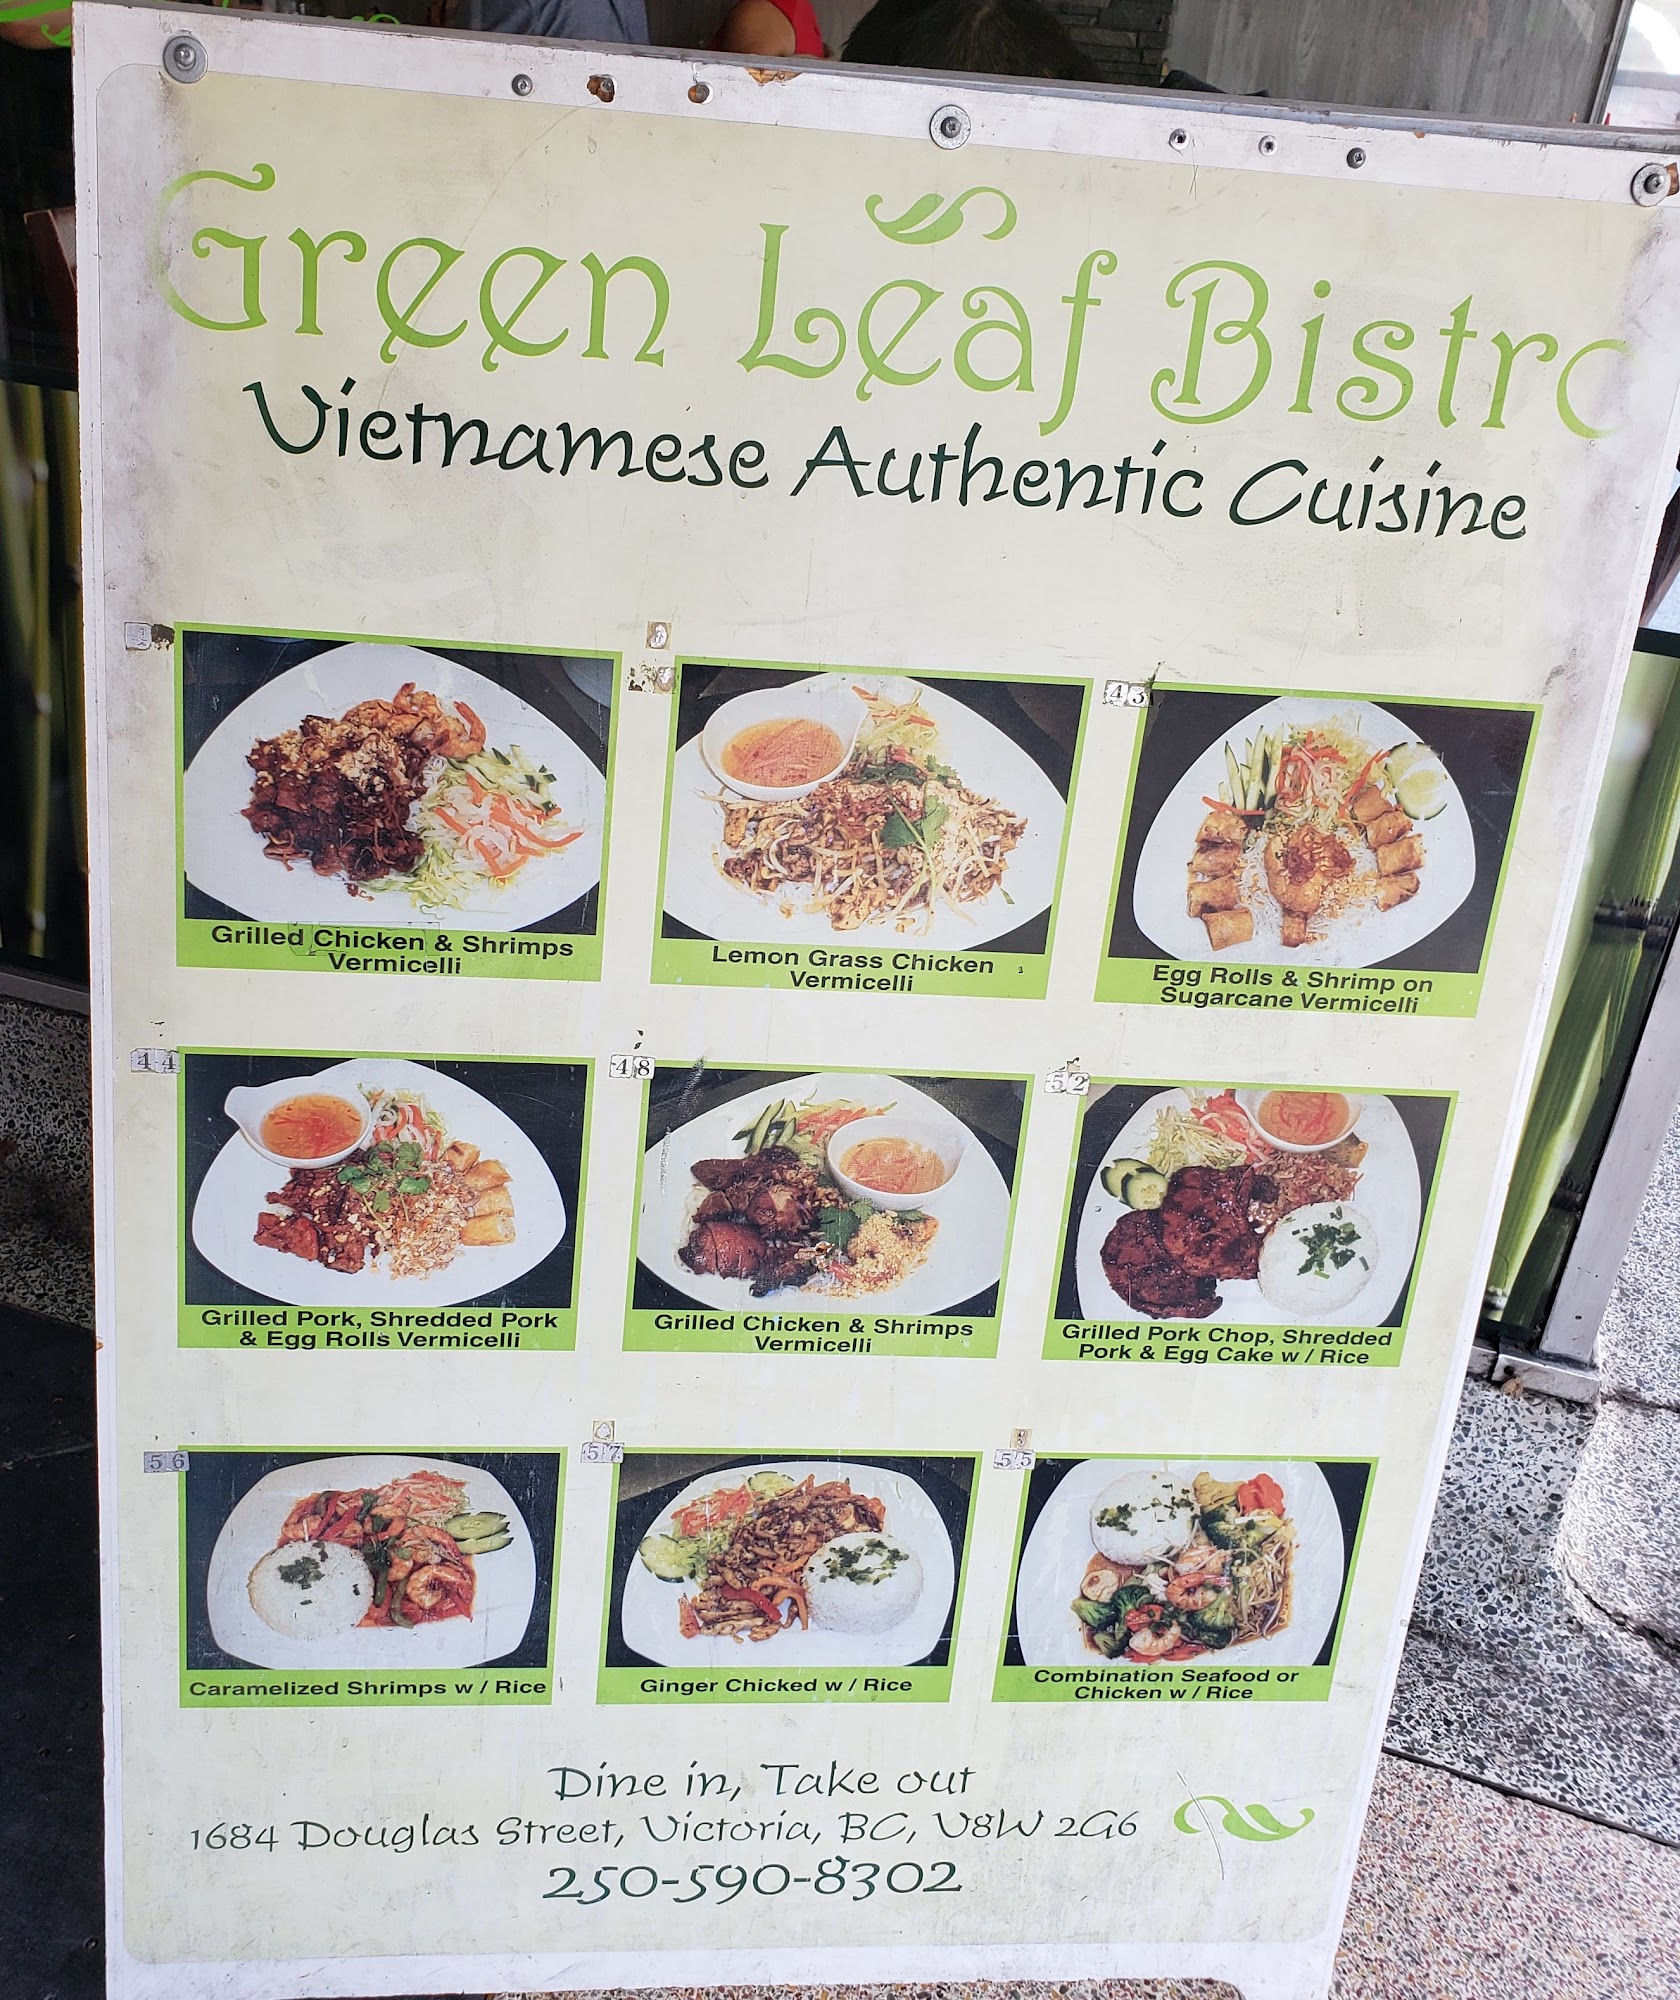 Green Leaf Bistro
Vietnamese Authentic Cuisine
43
Grilled Chicken & Shrimps
Vermicelli
Lemon Grass Chicken
Vermicelli
Egg Rolls & Shrimp on
Sugarcane Vermicelli
44
48
52
Grilled Pork, Shredded Pork
& Egg Rolls Vermicelli
Grilled Chicken & Shrimps
Vermicelli
Grilled Pork Chop, Shredded
Pork & Egg Cake w / Rice
56
57
55
Caramelized Shrimps w / Rice
Ginger Chicked w / Rice
Combination Seafood or
Chicken w / Rice
Dine in, Take out
1684 Douglas Street, Victoria, BC, V8W 2G6
250-590-8302